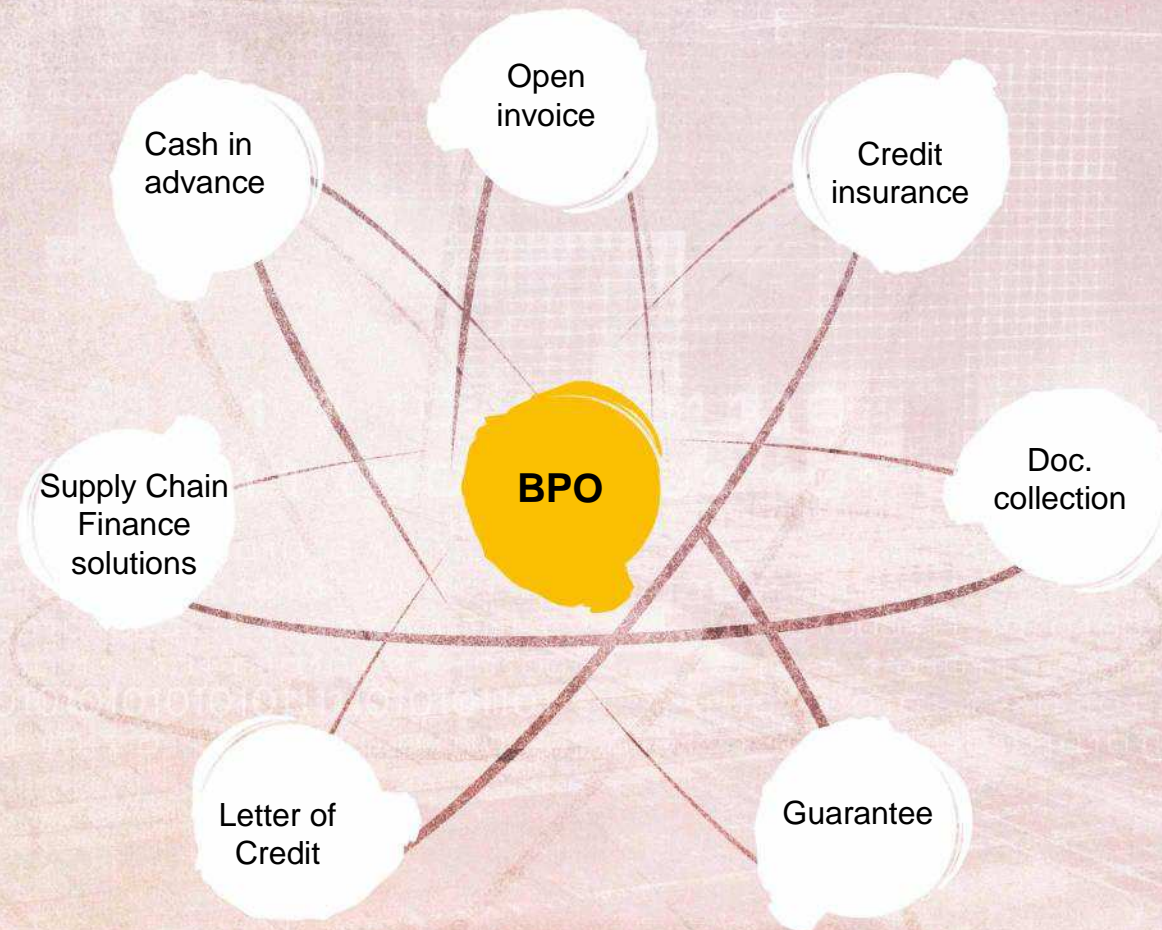 Open
invoice
Cash in
advance
Credit
insurance
Supply Chain
Finance
solutions
BPO
Doc.
collection
Letter of
Credit
Guarantee